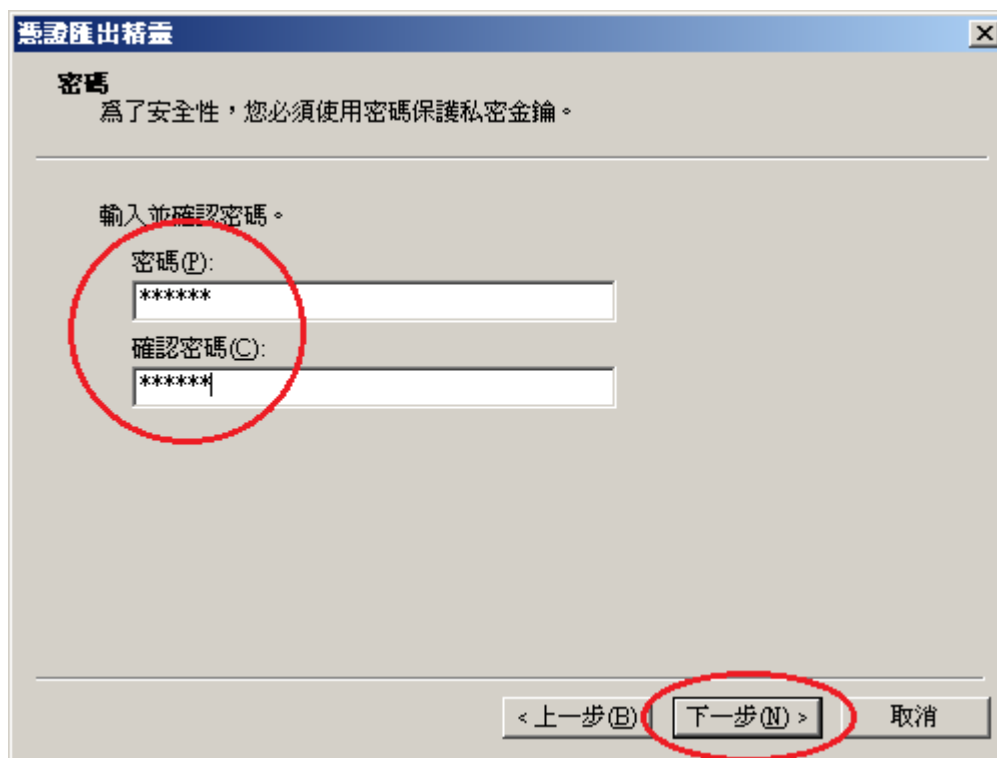 憑證匯出精靈
密碼
為了安全性，您必須使用密碼保護私密金鑰。
輸入並確認密碼。
密碼(P):
******
確認密碼(C):
******
< 上一步(B)
下一步(N) >
取消